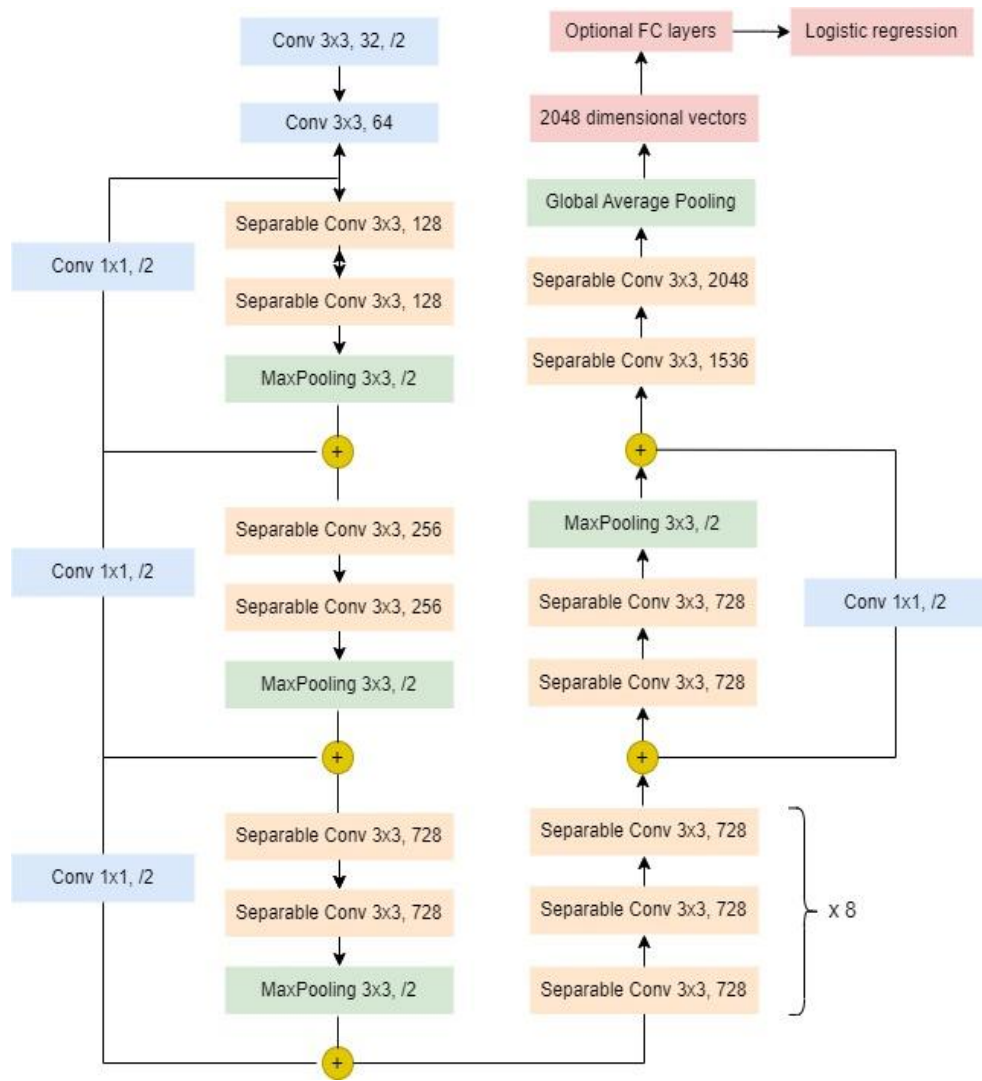 Conv 3x3, 32, /2
Conv 3x3, 64
Separable Conv 3x3, 128
Conv 1x1, /2
Separable Conv 3x3, 128
MaxPooling 3x3, /2
+
Separable Conv 3x3, 256
Conv 1x1, /2
Separable Conv 3x3, 256
MaxPooling 3x3, /2
+
Separable Conv 3x3, 728
Conv 1x1, /2
Separable Conv 3x3, 728
MaxPooling 3x3, /2
+
Optional FC layers
Logistic regression
2048 dimensional vectors
Global Average Pooling
Separable Conv 3x3, 2048
Separable Conv 3x3, 1536
+
MaxPooling 3x3, /2
Separable Conv 3x3, 728
Conv 1x1, /2
Separable Conv 3x3, 728
+
Separable Conv 3x3, 728
Separable Conv 3x3, 728
x 8
Separable Conv 3x3, 728